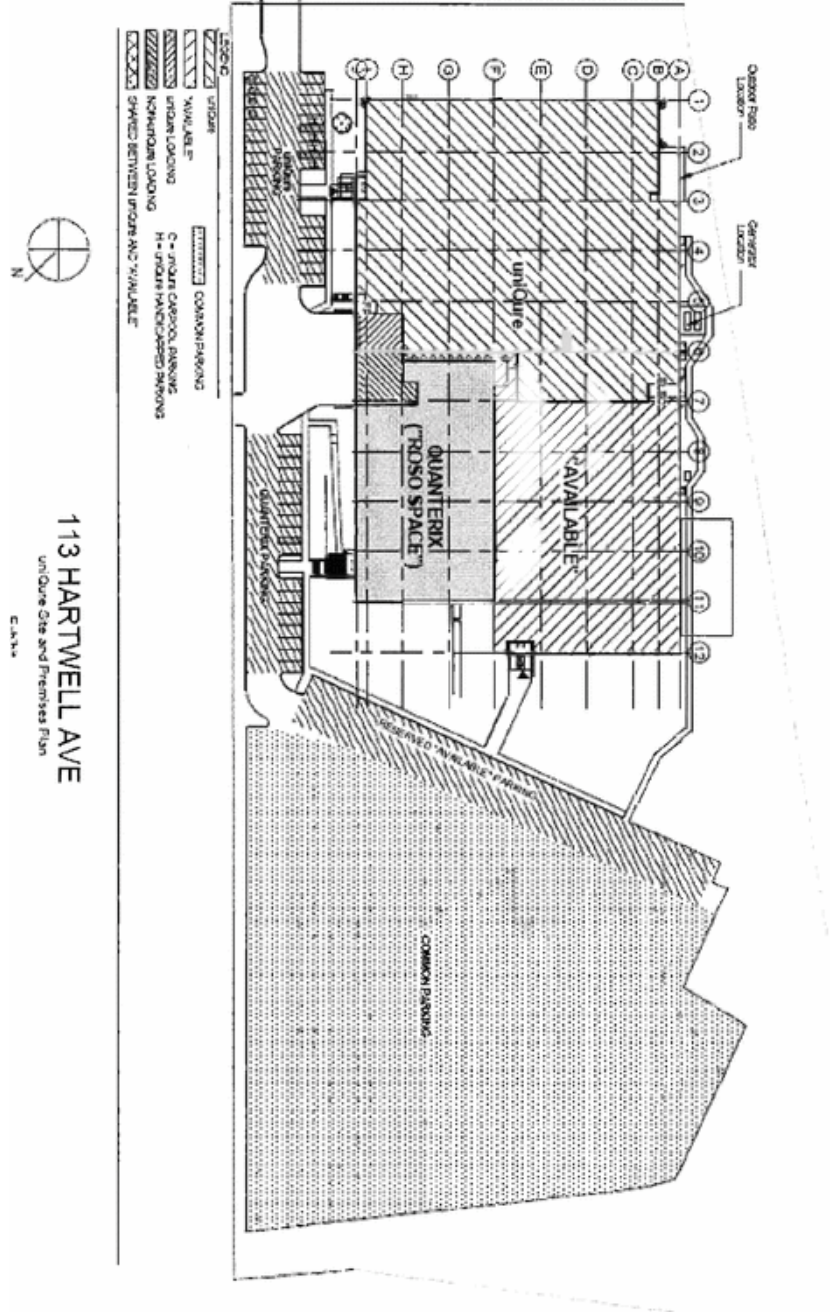 LEGEND
uniQure
"AVAILABLE"
uniQure LOADING
NON-uniQure LOADING
SHARED BETWEEN uniQure AND "AVAILABLE"
COMMON PARKING
C = uniQure CARPOOL PARKING
H = uniQure HANDICAPPED PARKING
Outdoor Patio
Location
Generator
Location
A
B
C
D
E
F
G
H
1
2
3
4
5
6
7
8
9
10
11
12
uniQure
"AVAILABLE"
QUANTERIX
("ROSO SPACE")
uniQure
PARKING
QUANTERIX PARKING
RESERVED "AVAILABLE" PARKING
COMMON PARKING
N
113 HARTWELL AVE
uniQure Site and Premises Plan